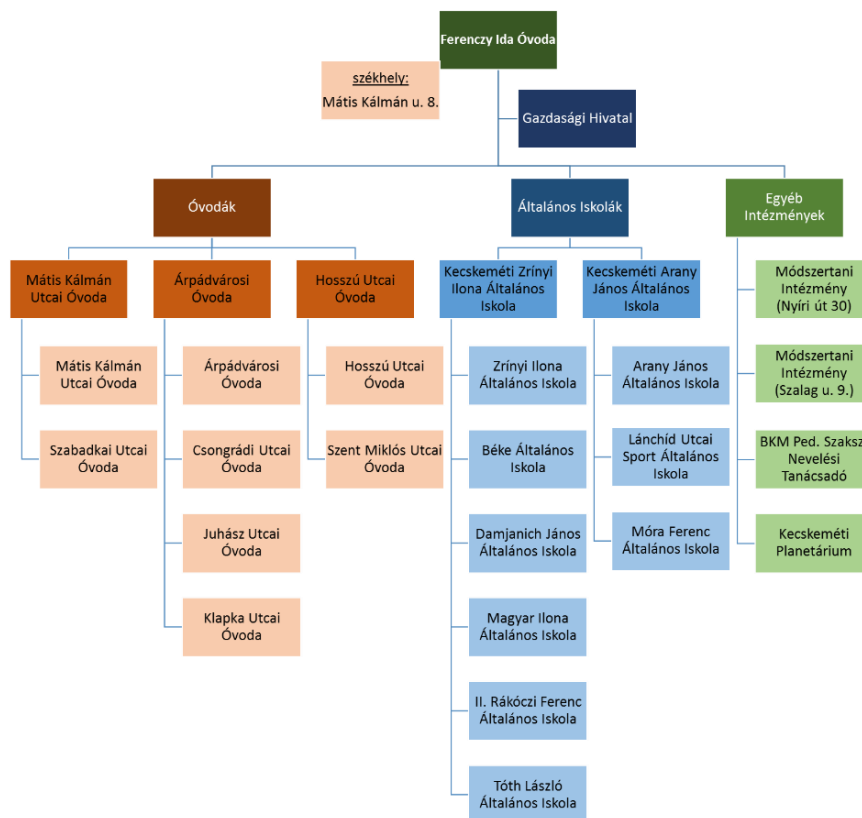 Ferenczy Ida Óvoda
székhely:
Mátis Kálmán u. 8.
Gazdasági Hivatal
Óvodák
Általános Iskolák
Egyéb
Intézmények
Mátis Kálmán
Utcai Óvoda
Árpádvárosi
Óvoda
Hosszú Utcai
Óvoda
Kecskeméti Zrínyi
Ilona Általános
Iskola
Kecskeméti Arany
János Általános
Iskola
Módszertani
Intézmény
(Nyíri út 30)
Mátis Kálmán
Utcai Óvoda
Árpádvárosi
Óvoda
Hosszú Utcai
Óvoda
Zrínyi Ilona
Általános Iskola
Arany János
Általános Iskola
Módszertani
Intézmény
(Szalag u. 9.)
Szabadkai Utcai
Óvoda
Csongrádi Utcai
Óvoda
Szent Miklós Utcai
Óvoda
Béke Általános
Iskola
Lánchíd Utcai
Sport Általános
Iskola
BKM Ped. Szaksz
Nevelési
Tanácsadó
Juhász Utcai
Óvoda
Damjanich János
Általános Iskola
Móra Ferenc
Általános Iskola
Kecskeméti
Planetárium
Klapka Utcai
Óvoda
Magyar Ilona
Általános Iskola
II. Rákóczi Ferenc
Általános Iskola
Tóth László
Általános Iskola